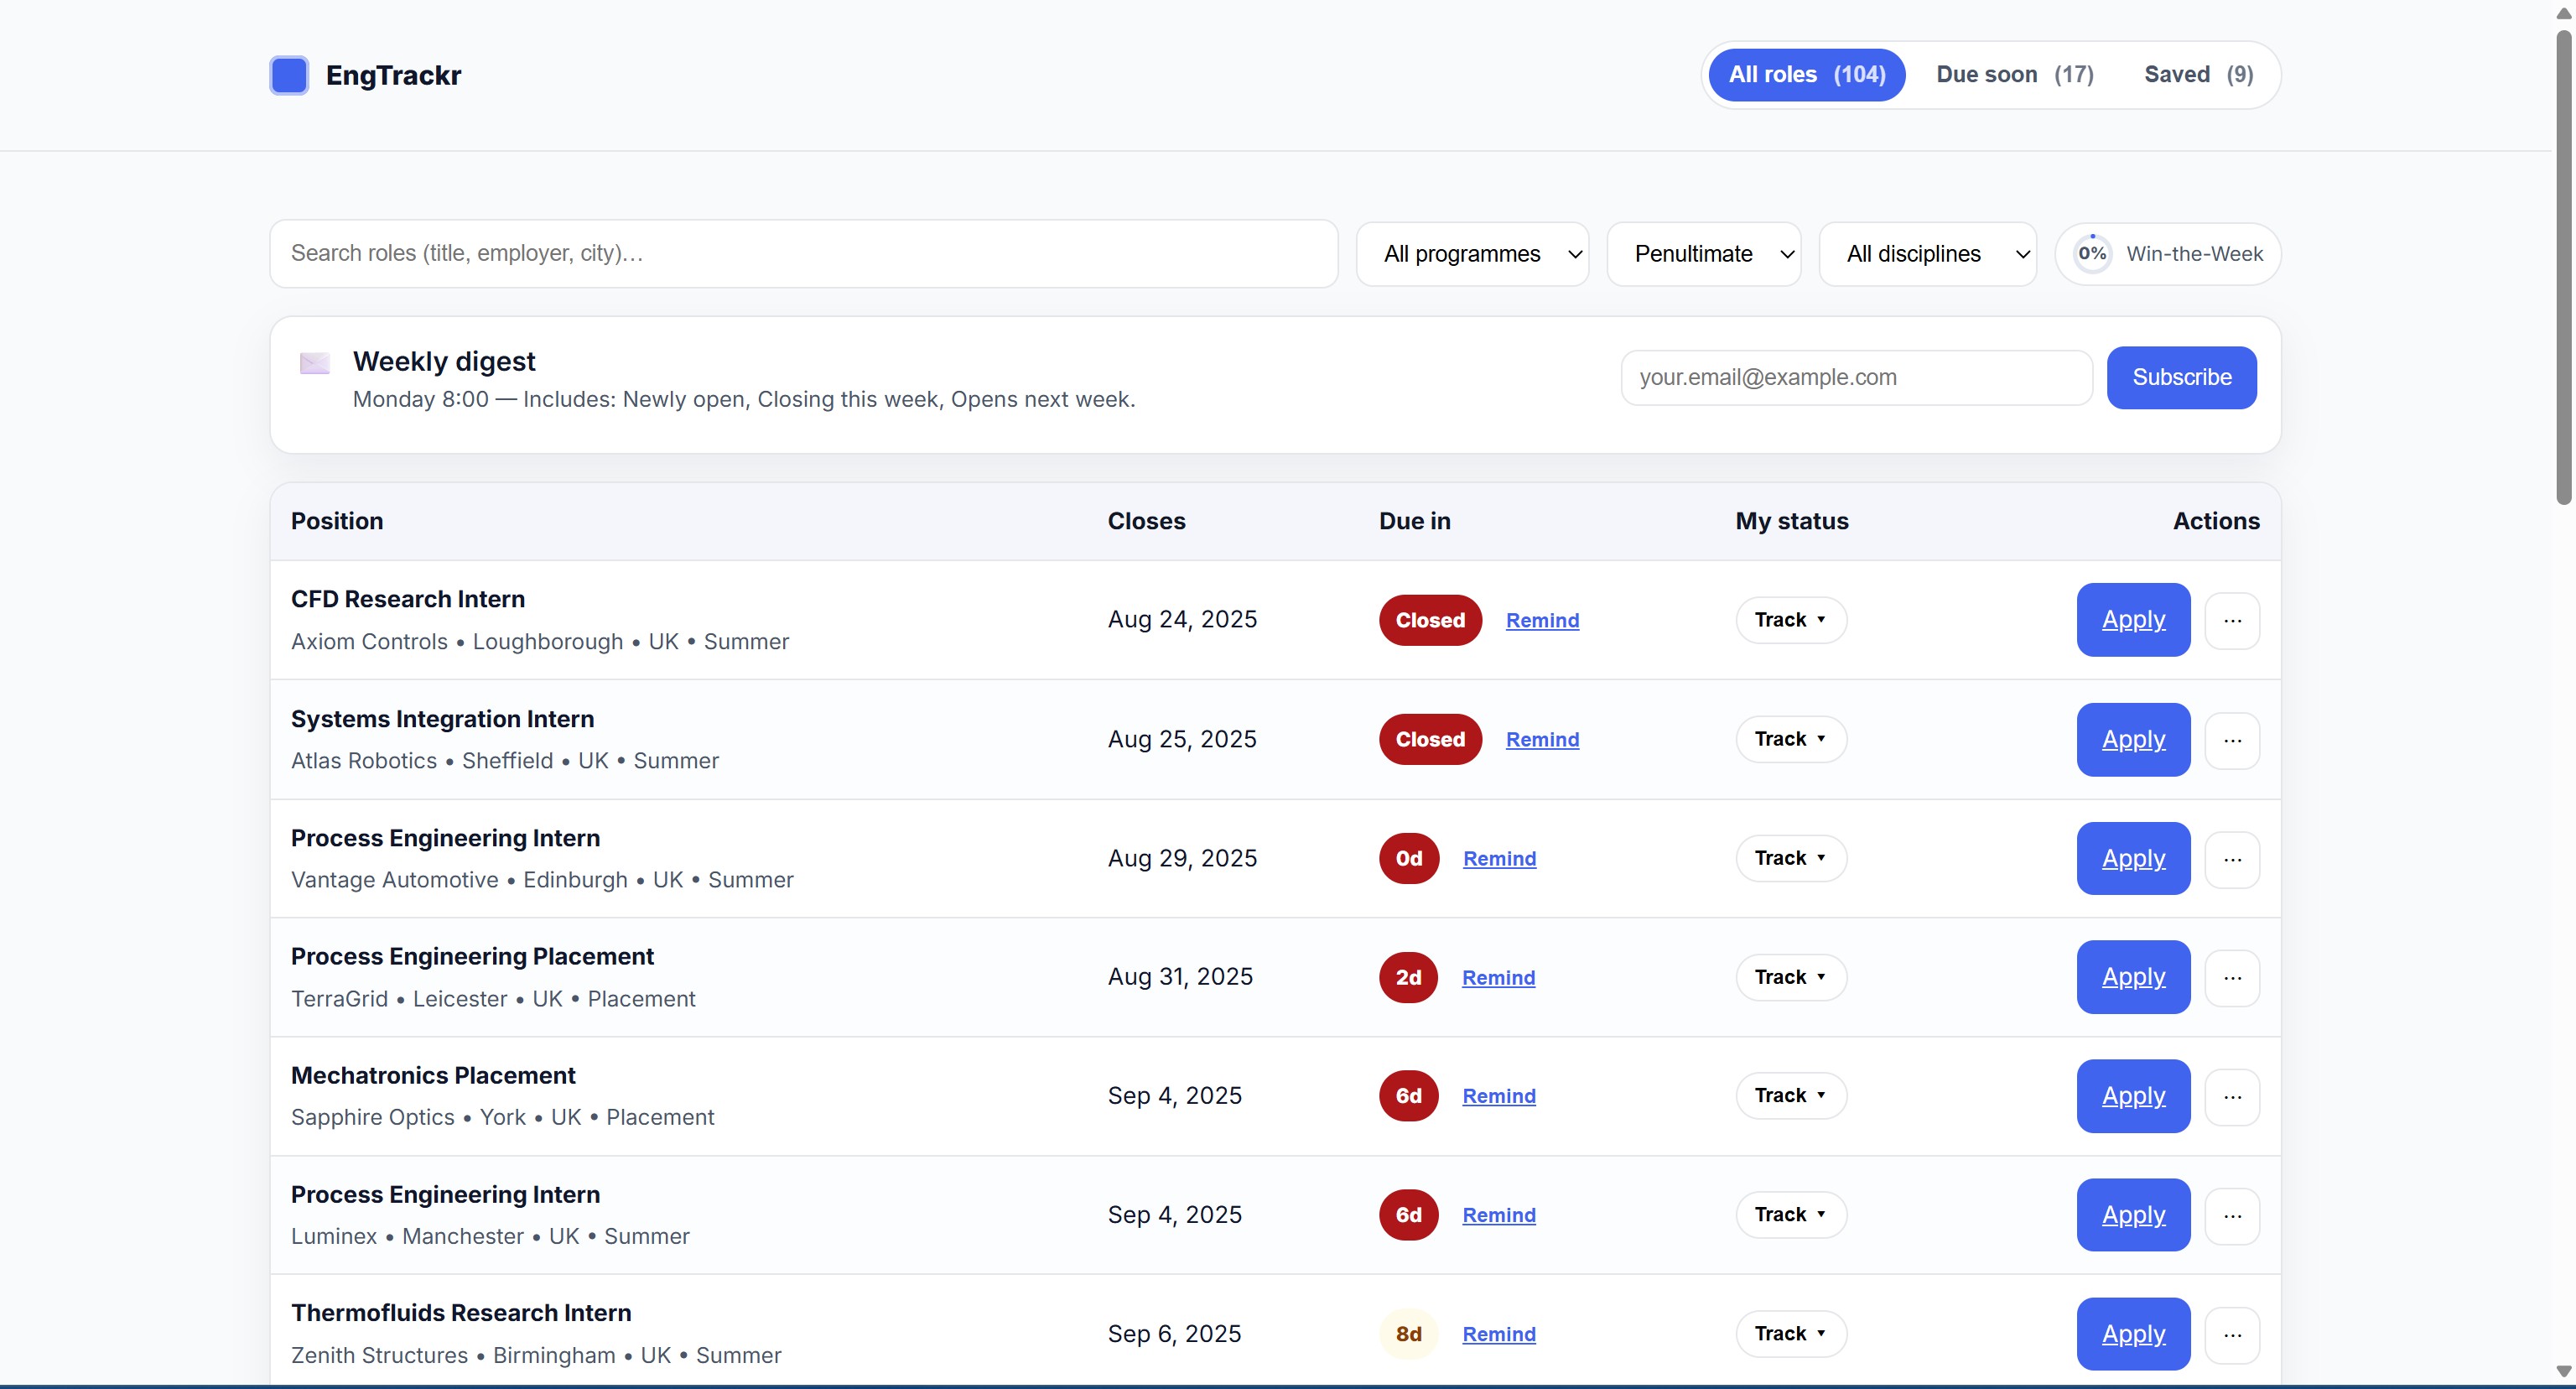 EngTrackr
All roles (104) Due soon (17) Saved (9)
Search roles (title, employer, city)... All programmes Penultimate All disciplines 0% Win-the-Week
Weekly digest
Monday 8:00 — Includes: Newly open, Closing this week, Opens next week.
your.email@example.com Subscribe
Position Closes Due in My status Actions
CFD Research Intern
Axiom Controls • Loughborough • UK • Summer
Aug 24, 2025 Closed Remind Track ▼ Apply ...
Systems Integration Intern
Atlas Robotics • Sheffield • UK • Summer
Aug 25, 2025 Closed Remind Track ▼ Apply ...
Process Engineering Intern
Vantage Automotive • Edinburgh • UK • Summer
Aug 29, 2025 0d Remind Track ▼ Apply ...
Process Engineering Placement
TerraGrid • Leicester • UK • Placement
Aug 31, 2025 2d Remind Track ▼ Apply ...
Mechatronics Placement
Sapphire Optics • York • UK • Placement
Sep 4, 2025 6d Remind Track ▼ Apply ...
Process Engineering Intern
Luminex • Manchester • UK • Summer
Sep 4, 2025 6d Remind Track ▼ Apply ...
Thermofluids Research Intern
Zenith Structures • Birmingham • UK • Summer
Sep 6, 2025 8d Remind Track ▼ Apply ...